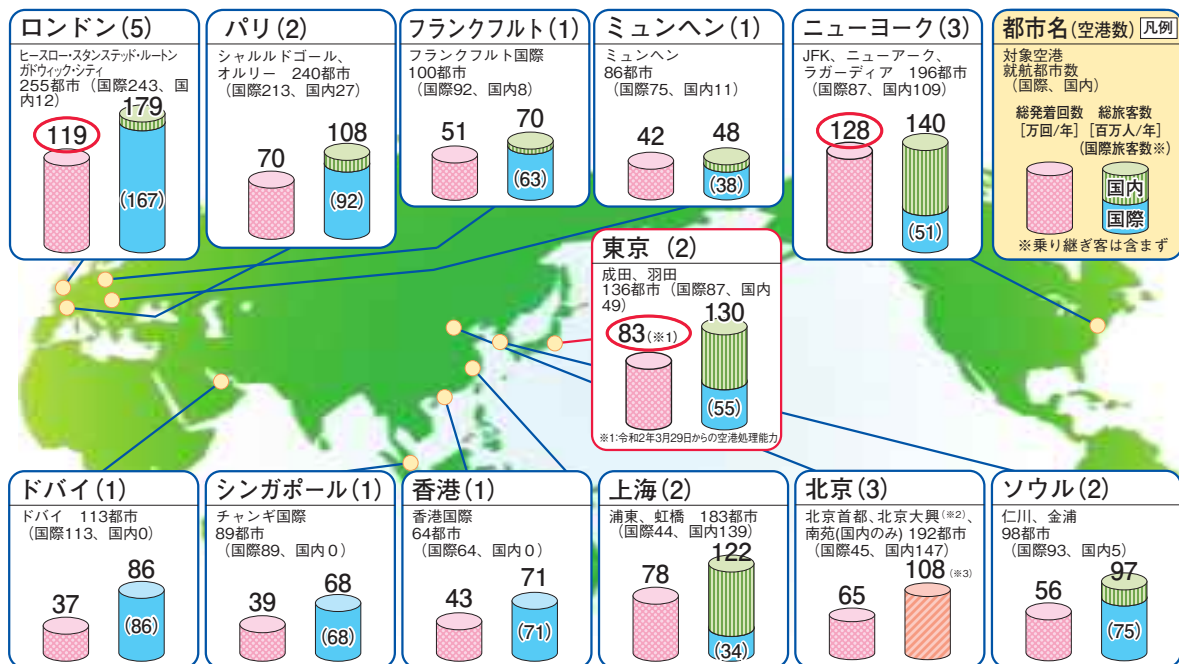 ロンドン(5)
ヒースロー・スタンステッド・ルートン
ガドウィック・シティ
255都市(国際243、国
内12)
179
119
(167)
パリ(2)
シャルルドゴール、
オルリー 240都市
(国際213、国内27)
108
70
(92)
フランクフルト(1)
フランクフルト国際
100都市
(国際92、国内8)
70
51
(63)
ミュンヘン(1)
ミュンヘン
86都市
(国際75、国内11)
42
48
(38)
ニューヨーク(3)
JFK、ニューアーク、
ラガーディア 196都市
(国際87、国内109)
128
140
(51)
都市名(空港数) 凡例
対象空港
就航都市数
(国際、国内)
総発着回数 総旅客数
[万回/年] [百万人/年]
(国際旅客数※)
国内
国際
※乗り継ぎ客は含まず
東京(2)
成田、羽田
136都市(国際87、国内
49)
130
83(※1)
(55)
※1:令和2年3月29日からの空港処理能力
ドバイ(1)
ドバイ 113都市
(国際113、国内0)
86
37
(86)
シンガポール(1)
チャンギ国際
89都市
(国際89、国内0)
68
39
(68)
香港(1)
香港国際
64都市
(国際64、国内0)
71
43
(71)
上海(2)
浦東、虹橋 183都市
(国際44、国内139)
122
78
(34)
北京(3)
北京首都、北京大興(※2)、
南苑(国内のみ) 192都市
(国際45、国内147)
108(※3)
65
ソウル(2)
仁川、金浦
98都市
(国際93、国内5)
97
56
(75)